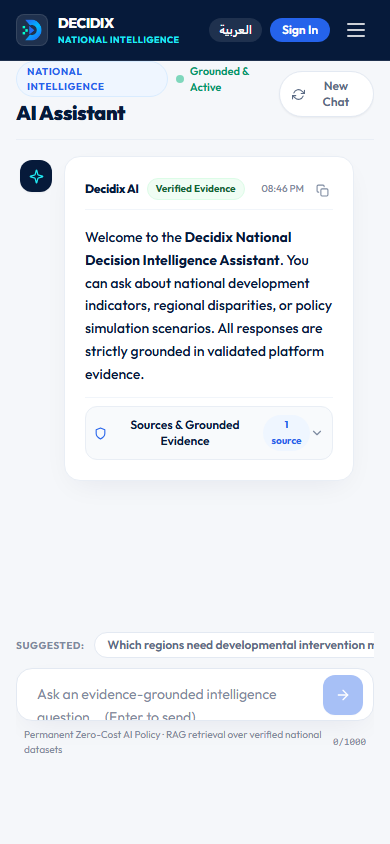 DECIDIX
NATIONAL INTELLIGENCE
العربية
Sign In
NATIONAL INTELLIGENCE
Grounded & Active
AI Assistant
New Chat
Decidix AI
Verified Evidence
08:46 PM
Welcome to the Decidix National
Decision Intelligence Assistant. You
can ask about national development
indicators, regional disparities, or policy
simulation scenarios. All responses are
strictly grounded in validated platform
evidence.
Sources & Grounded
Evidence
1
source
SUGGESTED:
Which regions need developmental intervention m
Ask an evidence-grounded intelligence
question... (Enter to send)
Permanent Zero-Cost AI Policy · RAG retrieval over verified national
datasets
0/1000